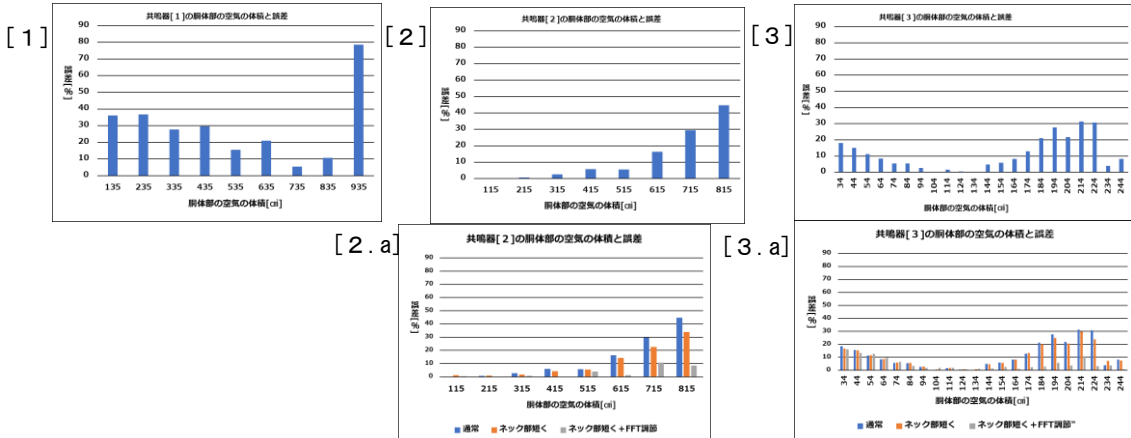 [1]
共鳴器[1]の胴体部の空気の体積と誤差
誤差[%]
90
80
70
60
50
40
30
20
10
0
135 235 335 435 535 635 735 835 935
胴体部の空気の体積[㎤]
[2]
共鳴器[2]の胴体部の空気の体積と誤差
誤差[%]
90
80
70
60
50
40
30
20
10
0
115 215 315 415 515 615 715 815
胴体部の空気の体積[㎤]
[3]
共鳴器[3]の胴体部の空気の体積と誤差
誤差[%]
90
80
70
60
50
40
30
20
10
0
34 44 54 64 74 84 94 104 114 124 134 144 154 164 174 184 194 204 214 224 234 244
胴体部の空気の体積[㎤]
[2.a]
共鳴器[2]の胴体部の空気の体積と誤差
誤差[%]
90
80
70
60
50
40
30
20
10
0
115 215 315 415 515 615 715 815
胴体部の空気の体積[㎤]
通常 ネック部短く ネック部短く+FFT調節
[3.a]
共鳴器[3]の胴体部の空気の体積と誤差
誤差[%]
90
80
70
60
50
40
30
20
10
0
34 44 54 64 74 84 94 104 114 124 134 144 154 164 174 184 194 204 214 224 234 244
胴体部の空気の体積[㎤]
通常 ネック部短く ネック部短く+FFT調節"